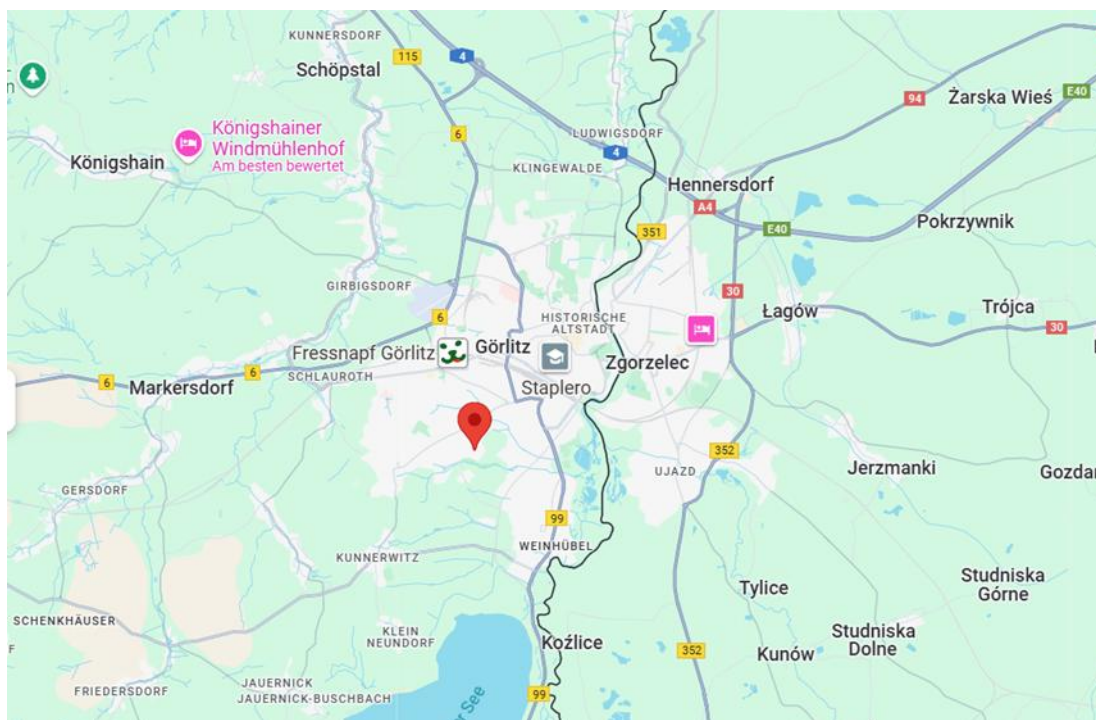 KUNNERSDORF
Schöpstal
115
4
94
Żarska Wieś
E40
n
Königshainer
Windmühlenhof
Am besten bewertet
Königshain
6
LUDWIGSDORF
4
KLINGEWALDE
Hennersdorf
A4
E40
Pokrzywnik
351
GIRBIGSDORF
30
Łagów
Trójca
30
6
HISTORISCHE
ALTSTADT
Fressnapf Görlitz
Görlitz
Zgorzelec
Staplero
SCHLAUROTH
6
Markersdorf
6
352
UJAZD
Jerzmanki
Gozdar
GERSDORF
99
WEINHÜBEL
KUNNERWITZ
Tylice
Studniska
Górne
SCHENKHÄUSER
KLEIN
NEUNDORF
Koźlice
352
Kunów
Studniska
Dolne
F
JAUERNICK
JAUERNICK-BUSCHBACH
FRIEDERSDORF
99
er See